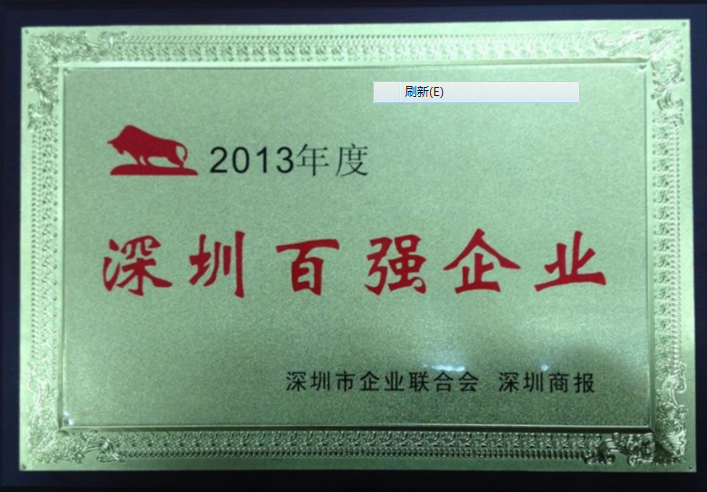 刷新(E)
2013年度
深圳百强企业
深圳市企业联合会 深圳商报